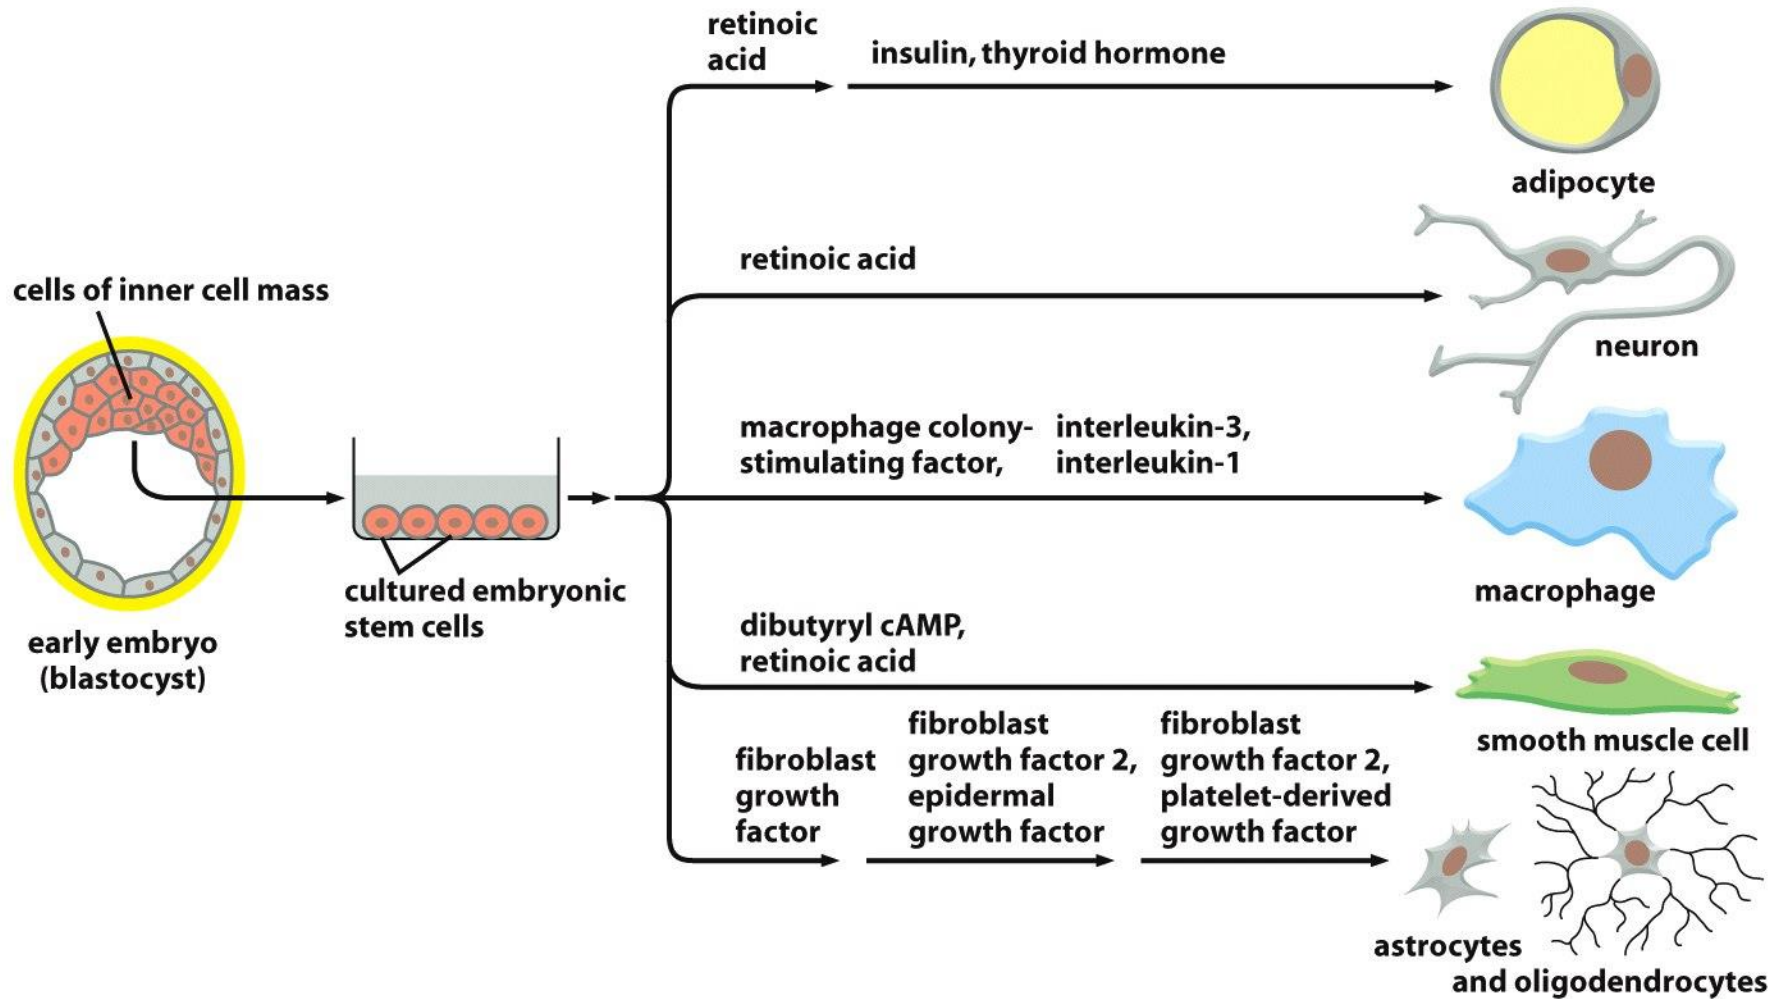 retinoic
acid
insulin, thyroid hormone
adipocyte
retinoic acid
neuron
cells of inner cell mass
early embryo
(blastocyst)
cultured embryonic
stem cells
macrophage colony-
stimulating factor,
interleukin-3,
interleukin-1
macrophage
dibutyryl cAMP,
retinoic acid
smooth muscle cell
fibroblast
growth
factor
fibroblast
growth factor 2,
epidermal
growth factor
fibroblast
growth factor 2,
platelet-derived
growth factor
astrocytes
and oligodendrocytes